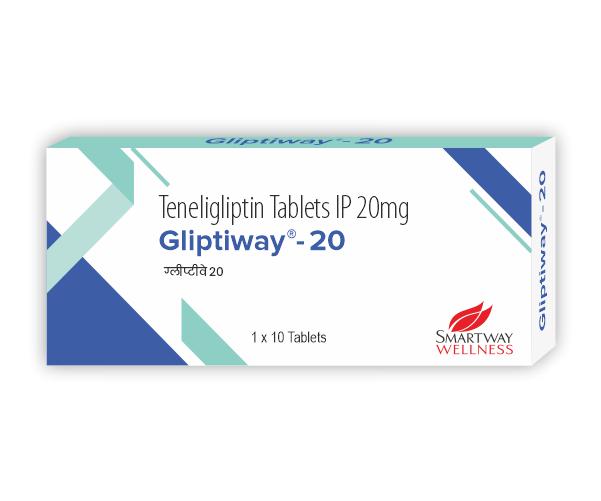 Gliptiway®- 20
Teneligliptin Tablets IP 20mg
Gliptiway®- 20
ग्लीप्टीवे 20
1 x 10 Tablets
SMARTWAY
WELLNESS
Gliptiway®- 20